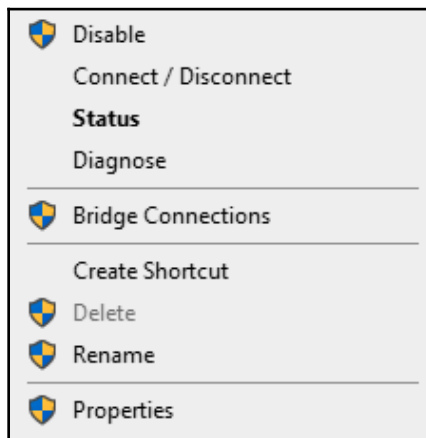 Disable
Connect / Disconnect
Status
Diagnose
Bridge Connections
Create Shortcut
Delete
Rename
Properties